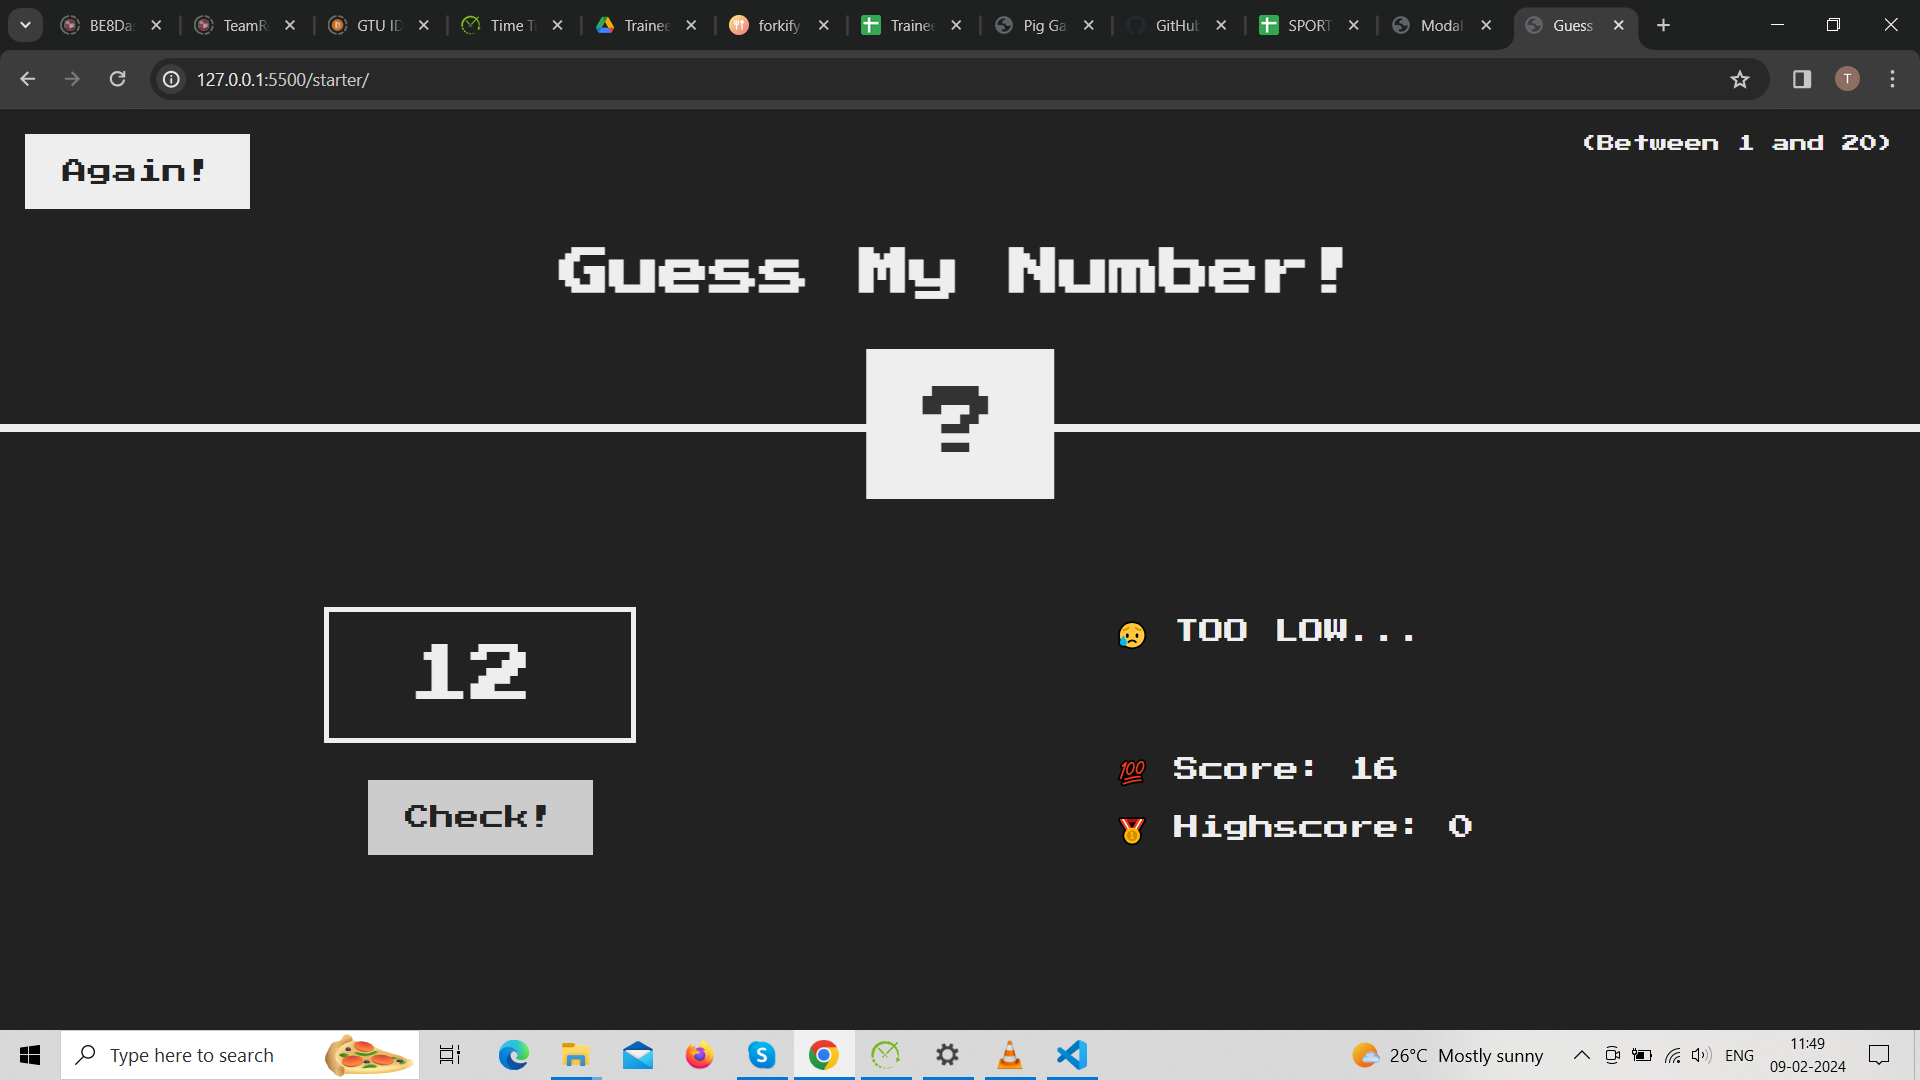 BE8Da
TeamR
GTU ID
Time T
Trainee
forkify
Trainee
Pig Ga
GitHub
SPORT
Modal
Guess
127.0.0.1:5500/starter/
T
Again!
(Between 1 and 20)
Guess My Number!
?
12
😥 TOO LOW...
Check!
💯 Score: 16
🥇 Highscore: 0
Type here to search
26°C Mostly sunny
ENG
11:49
09-02-2024